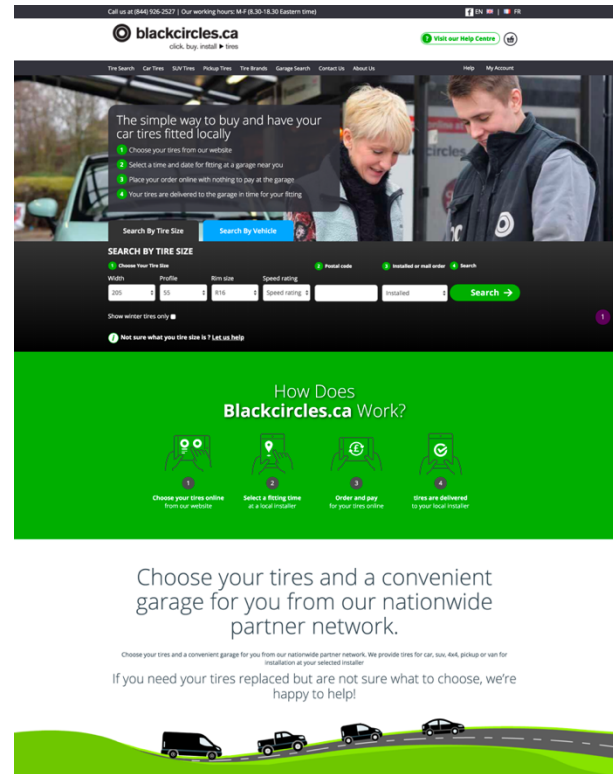 Call us at (844) 926-2527 | Our working hours: M-F (8.30-18.30 Eastern time)
f EN | FR
blackcircles.ca
click. buy. install tires
? Visit our Help Centre
Tire Search Car Tires SUV Tires Pickup Tires Tire Brands Garage Search Contact Us About Us Help My Account
The simple way to buy and have your
car tires fitted locally
1 Choose your tires from our website
2 Select a time and date for fitting at a garage near you
3 Place your order online with nothing to pay at the garage
4 Your tires are delivered to the garage in time for your fitting
circles
Search By Tire Size Search By Vehicle
SEARCH BY TIRE SIZE
1 Choose Your Tire Size 2 Postal code 3 Installed or mail order 4 Search
Width Profile Rim size Speed rating
205 55 R16 Speed rating Installed Search →
Show winter tires only
1
i Not sure what you tire size is ? Let us help
How Does
Blackcircles.ca Work?
£
1 2 3 4
Choose your tires online Select a fitting time Order and pay tires are delivered
from our website at a local installer for your tires online to your local installer
Choose your tires and a convenient
garage for you from our nationwide
partner network.
Choose your tires and a convenient garage for you from our nationwide partner network. We provide tires for car, suv, 4x4, pickup or van for
installation at your selected installer
If you need your tires replaced but are not sure what to choose, we're
happy to help!